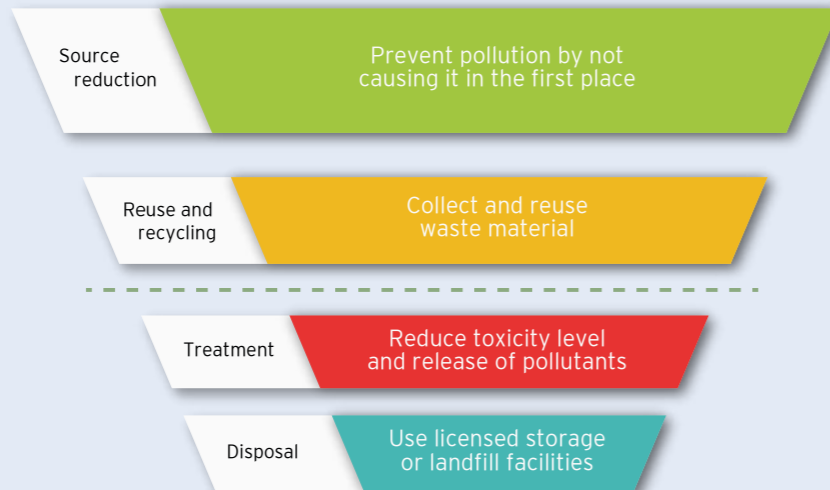 Source
reduction
Prevent pollution by not
causing it in the first place
Reuse and
recycling
Collect and reuse
waste material
Treatment
Reduce toxicity level
and release of pollutants
Disposal
Use licensed storage
or landfill facilities